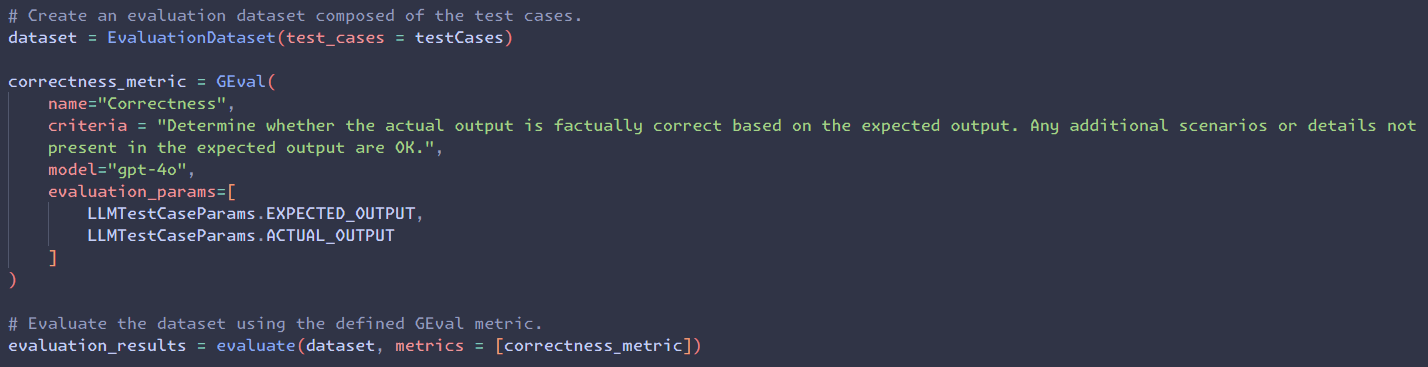 # Create an evaluation dataset composed of the test cases.
dataset = EvaluationDataset(test_cases = testCases)

correctness_metric = GEval(
    name="Correctness",
    criteria = "Determine whether the actual output is factually correct based on the expected output. Any additional scenarios or details not
    present in the expected output are OK.",
    model="gpt-4o",
    evaluation_params=[
        LLMTestCaseParams.EXPECTED_OUTPUT,
        LLMTestCaseParams.ACTUAL_OUTPUT
    ]
)

# Evaluate the dataset using the defined GEval metric.
evaluation_results = evaluate(dataset, metrics = [correctness_metric])